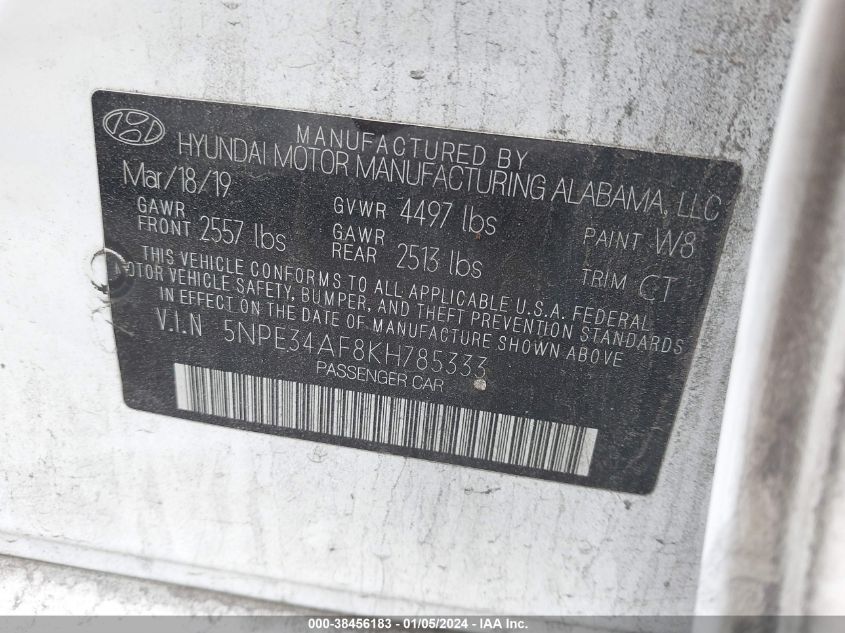 MANUFACTURED BY
HYUNDAI MOTOR MANUFACTURING ALABAMA, LLC
Mar/18/19
GAWR FRONT 2557 lbs GVWR 4497 lbs GAWR REAR 2513 lbs PAINT W8 TRIM CT
THIS VEHICLE CONFORMS TO ALL APPLICABLE U.S.A. FEDERAL
MOTOR VEHICLE SAFETY, BUMPER, AND THEFT PREVENTION STANDARDS
IN EFFECT ON THE DATE OF MANUFACTURE SHOWN ABOVE
V.I.N 5NPE34AF8KH785333
PASSENGER CAR
000-38456183 - 01/05/2024 - IAA, Inc.